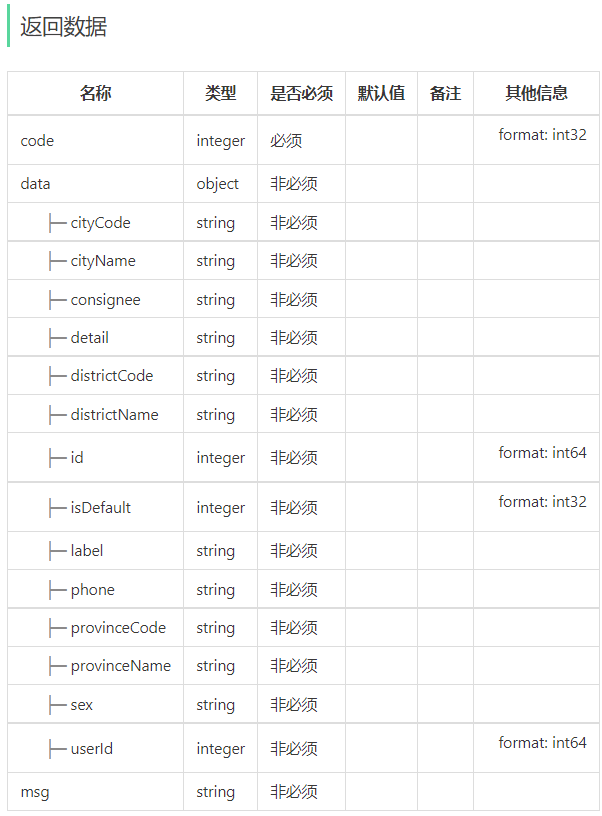 返回数据
名称 类型 是否必须 默认值 备注 其他信息
code integer 必须 format: int32
data object 非必须
├─ cityCode string 非必须
├─ cityName string 非必须
├─ consignee string 非必须
├─ detail string 非必须
├─ districtCode string 非必须
├─ districtName string 非必须
├─ id integer 非必须 format: int64
├─ isDefault integer 非必须 format: int32
├─ label string 非必须
├─ phone string 非必须
├─ provinceCode string 非必须
├─ provinceName string 非必须
├─ sex string 非必须
├─ userId integer 非必须 format: int64
msg string 非必须